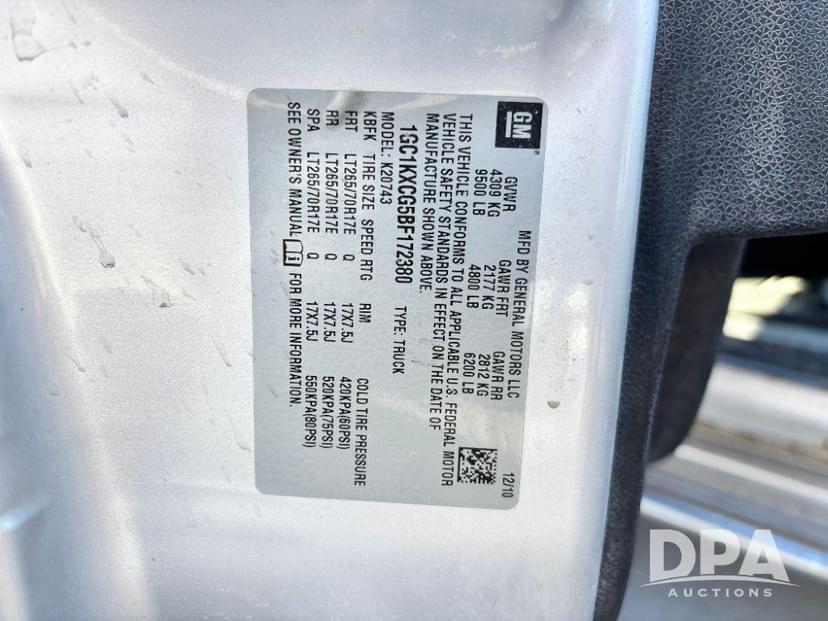 GM
MFD BY GENERAL MOTORS LLC
12/10
GVWR GAWR FRT GAWR RR
4309 KG 2177 KG 2812 KG
9500 LB 4800 LB 6200 LB
THIS VEHICLE CONFORMS TO ALL APPLICABLE U.S. FEDERAL MOTOR
VEHICLE SAFETY STANDARDS IN EFFECT ON THE DATE OF
MANUFACTURE SHOWN ABOVE.
1GC1KXCG5BF172380 TYPE: TRUCK
MODEL: K20743
KBFK TIRE SIZE SPEED RTG RIM COLD TIRE PRESSURE
FRT LT265/70R17E Q 17X7.5J 420KPA(60PSI)
RR LT265/70R17E Q 17X7.5J 520KPA(75PSI)
SPA LT265/70R17E Q 17X7.5J 550KPA(80PSI)
SEE OWNER'S MANUAL i FOR MORE INFORMATION.
DPA
AUCTIONS